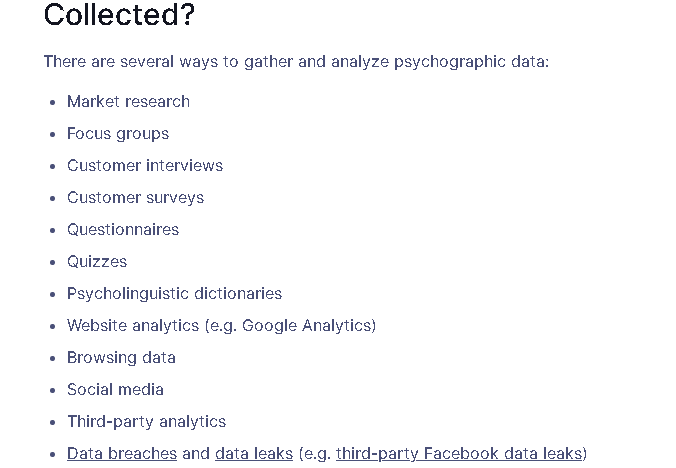 Collected?
There are several ways to gather and analyze psychographic data:
• Market research
• Focus groups
• Customer interviews
• Customer surveys
• Questionnaires
• Quizzes
• Psycholinguistic dictionaries
• Website analytics (e.g. Google Analytics)
• Browsing data
• Social media
• Third-party analytics
• Data breaches and data leaks (e.g. third-party Facebook data leaks)